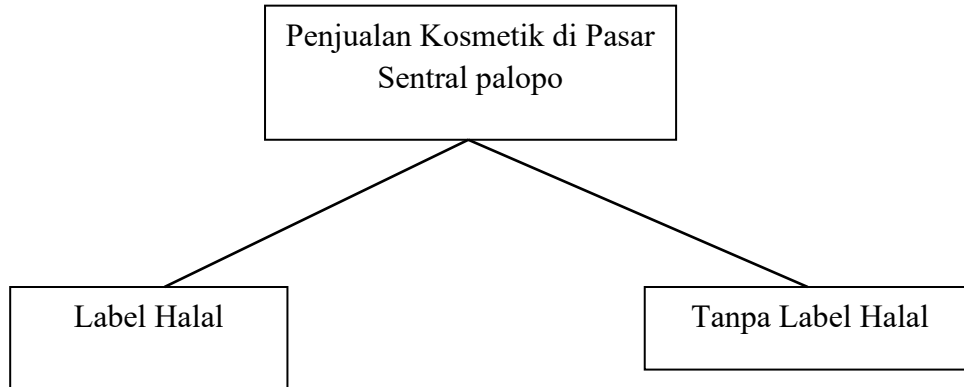 Penjualan Kosmetik di Pasar
Sentral palopo
Label Halal
Tanpa Label Halal